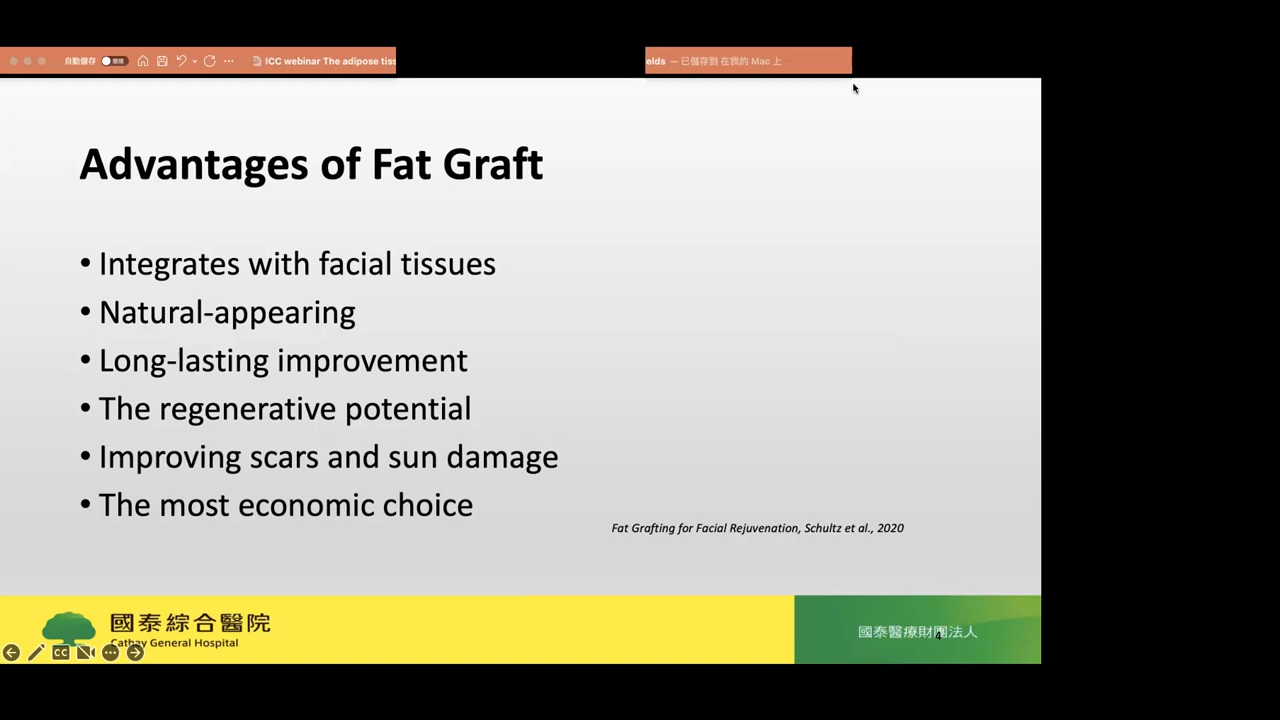 自動儲存
ICC webinar The adipose tiss
elds — 已儲存到 在我的 Mac 上
Advantages of Fat Graft
• Integrates with facial tissues
• Natural-appearing
• Long-lasting improvement
• The regenerative potential
• Improving scars and sun damage
• The most economic choice
Fat Grafting for Facial Rejuvenation, Schultz et al., 2020
國泰綜合醫院
Cathay General Hospital
CC
國泰醫療財團法人
4